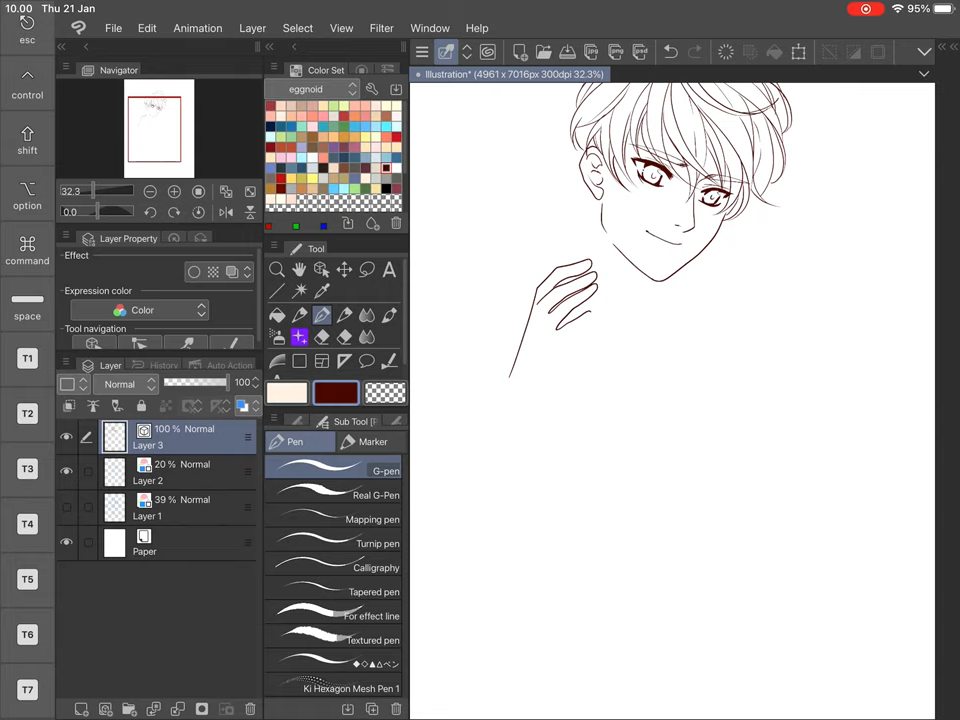 10.00 Thu 21 Jan
95%
esc
File Edit Animation Layer Select View Filter Window Help
control
Navigator
Color Set
Illustration* (4961 x 7016px 300dpi 32.3%)
eggnoid
shift
32.3
option
0.0
Layer Property
Tool
command
Effect
Expression color
space
Color
Tool navigation
T1
Layer History Auto Action
Normal 100
T2
Sub Tool [F
100 % Normal
Layer 3
Pen Marker
T3
20 % Normal
Layer 2
G-pen
Real G-Pen
39 % Normal
Layer 1
Mapping pen
T4
Paper
Turnip pen
Calligraphy
T5
Tapered pen
For effect line
T6
Textured pen
◆◇▲△ペン
T7
Ki Hexagon Mesh Pen 1